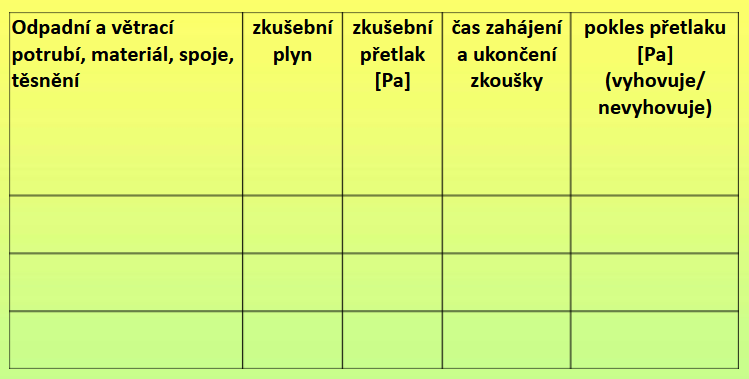 Odpadní a větrací
potrubí, materiál, spoje,
těsnění
zkušební
plyn
zkušební
přetlak
[Pa]
čas zahájení
a ukončení
zkoušky
pokles přetlaku
[Pa]
(vyhovuje/
nevyhovuje)